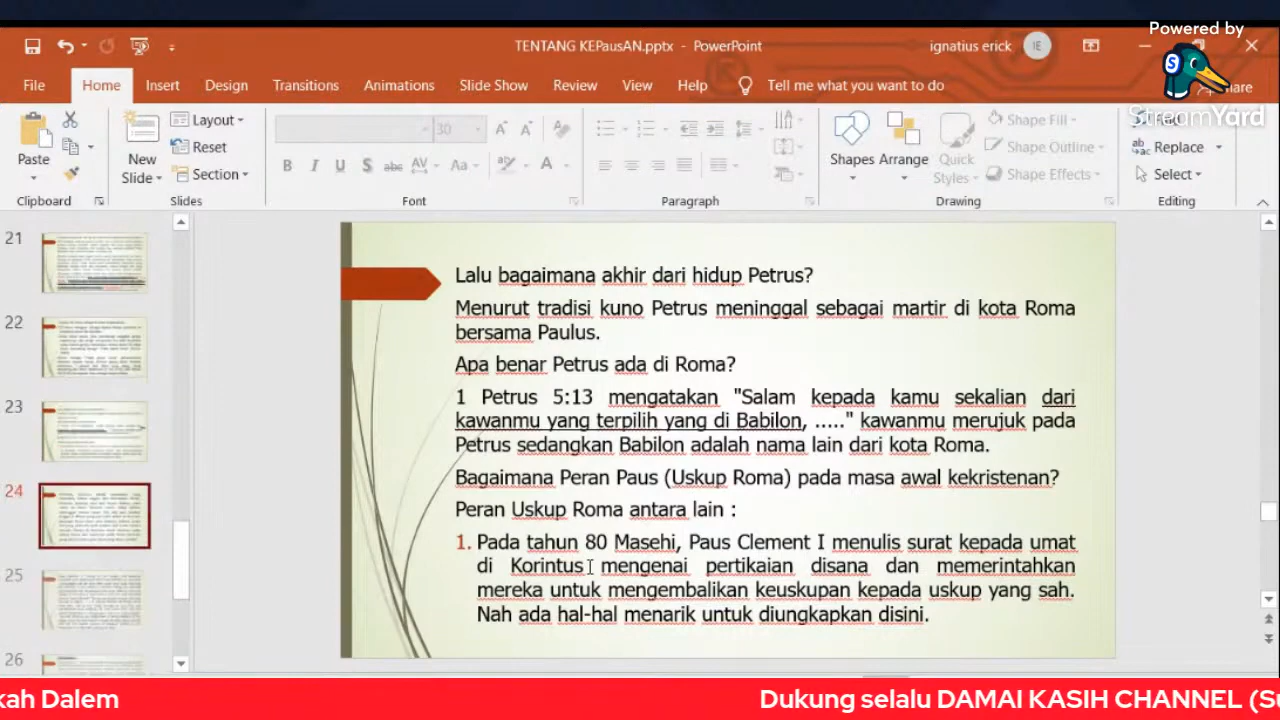 Powered by
StreamYard
TENTANG KEPausAN.pptx - PowerPoint
ignatius erick
IE
File Home Insert Design Transitions Animations Slide Show Review View Help Tell me what you want to do
Paste
New Slide
Layout
Reset
Section
30
Shapes
Arrange
Quick Styles
Shape Fill
Shape Outline
Shape Effects
Replace
Select
Clipboard
Slides
Font
Paragraph
Drawing
Editing
21
22
23
24
25
26
Lalu bagaimana akhir dari hidup Petrus?
Menurut tradisi kuno Petrus meninggal sebagai martir di kota Roma
bersana Paulus.
Apa benar Petrus ada di Roma?
1 Petrus 5:13 mengatakan "Salam kepada kamu sekalian dari
kawanmu yang terpilih yang di Babilon, ....." kawanmu merujuk pada
Petrus sedangkan Babilon adalah nama lain dari kota Roma.
Bagaimana Peran Paus (Uskup Roma) pada masa awal kekristenan?
Peran Uskup Roma antara lain :
1. Pada tahun 80 Masehi, Paus Clement I menulis surat kepada umat
di Korintus mengenai pertikaian disana dan memerintahkan
mereka untuk mengembalikan keuskupan kepada uskup yang sah.
Nah ada hal-hal menarik untuk diungkapkan disini.
kah Dalem
Dukung selalu DAMAI KASIH CHANNEL (Su